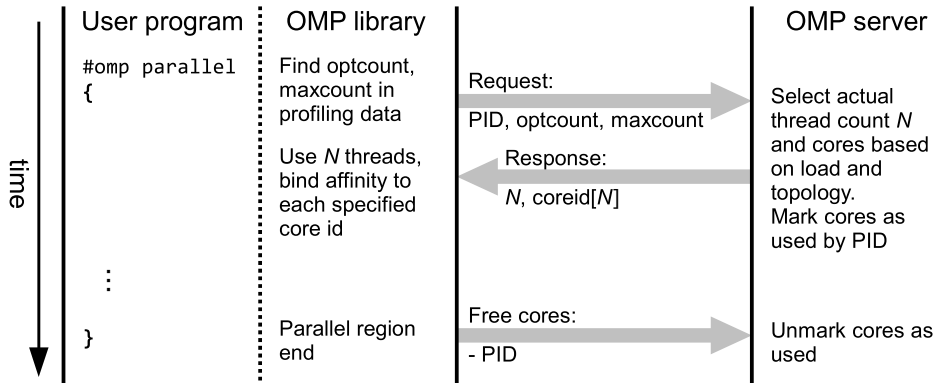 User program
OMP library
OMP server
time
#omp parallel
{
⋮
}
Find optcount,
maxcount in
profiling data
Use N threads,
bind affinity to
each specified
core id
Parallel region
end
Request:
PID, optcount, maxcount
Response:
N, coreid[N]
Free cores:
- PID
Select actual
thread count N
and cores based
on load and
topology.
Mark cores as
used by PID
Unmark cores as
used